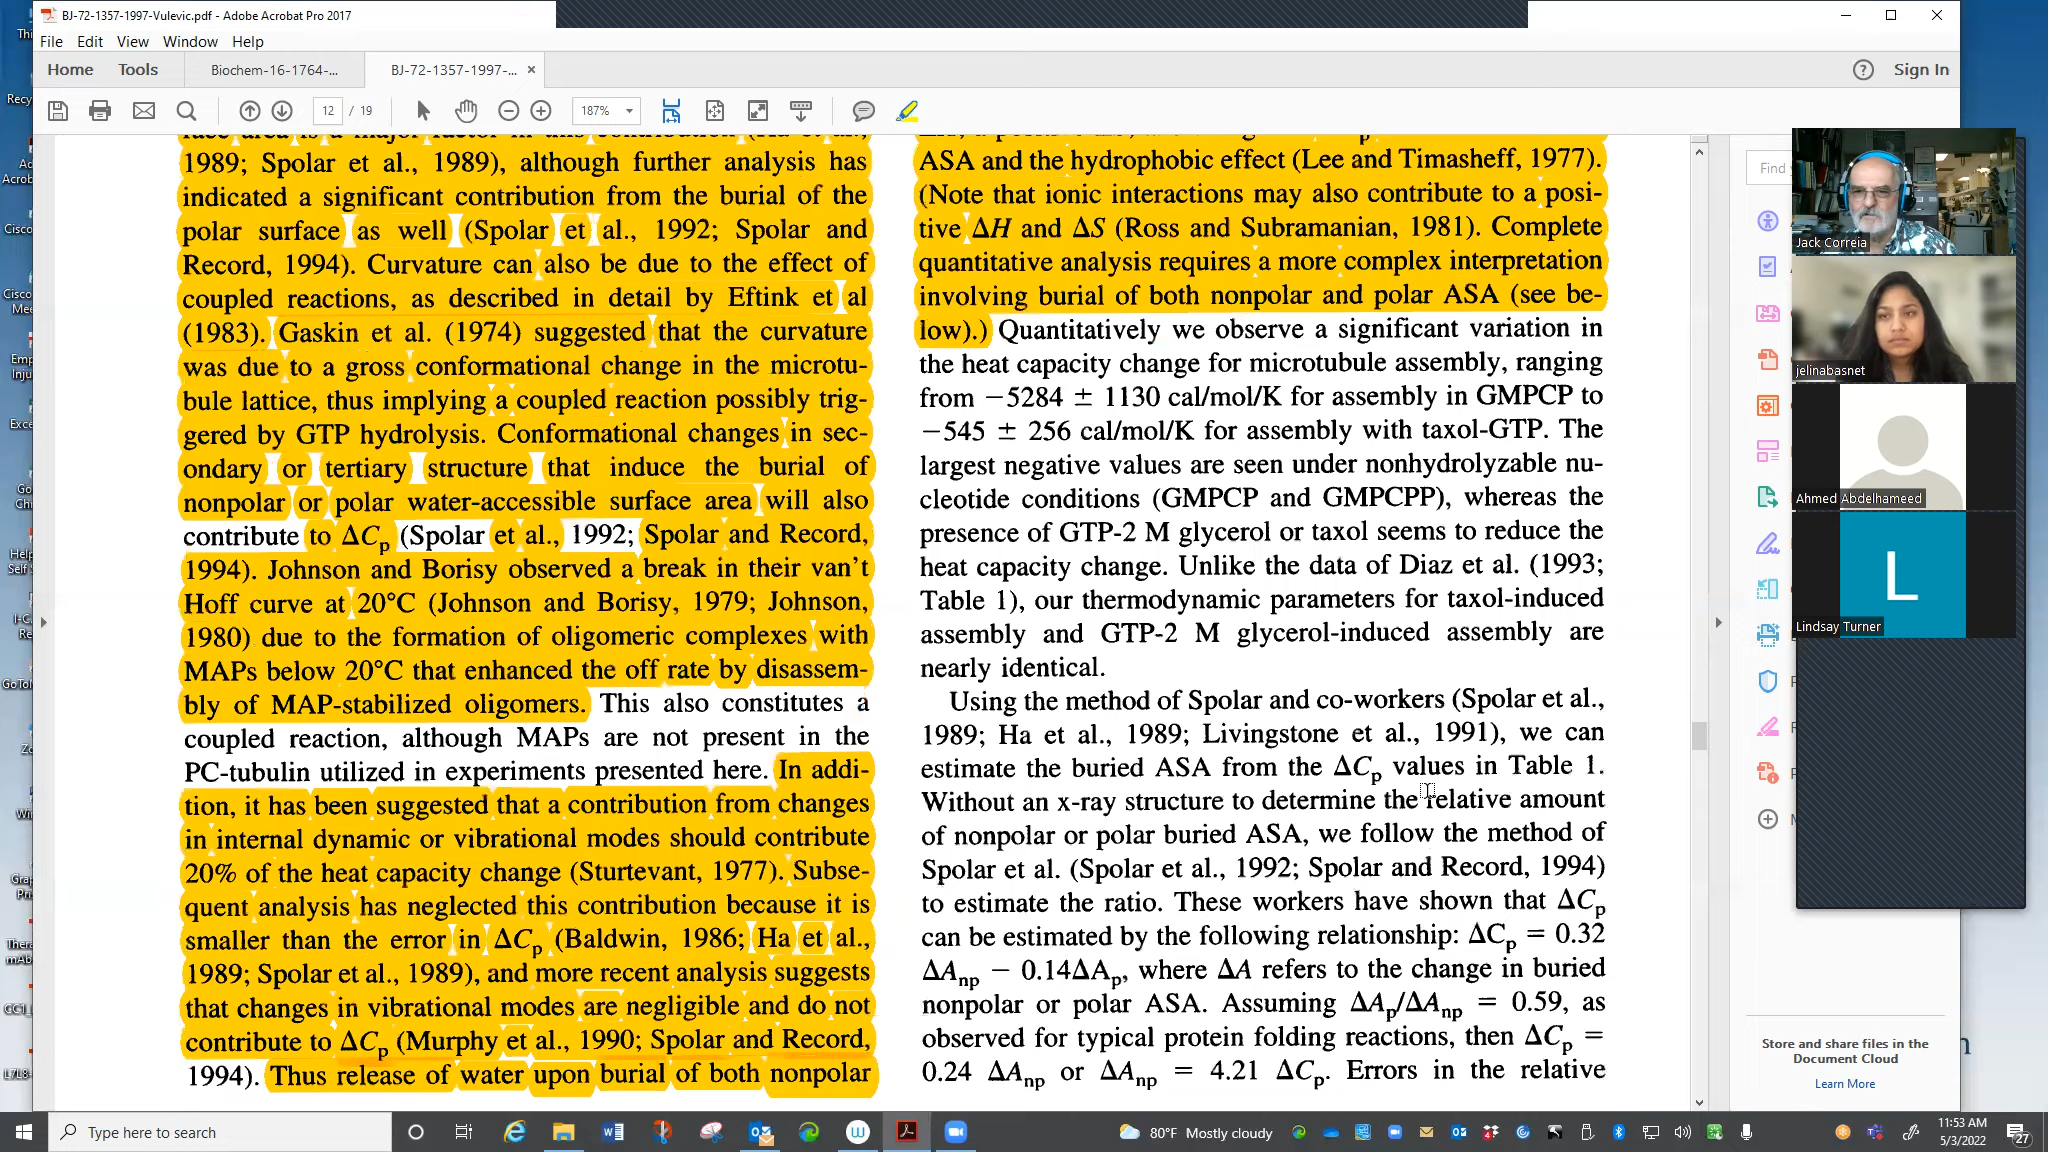 BJ-72-1357-1997-Vulevic.pdf - Adobe Acrobat Pro 2017
File Edit View Window Help
Home Tools Biochem-16-1764-... BJ-72-1357-1997-... × Sign In
12 / 19 187%
1989; Spolar et al., 1989), although further analysis has
indicated a significant contribution from the burial of the
polar surface as well (Spolar et al., 1992; Spolar and
Record, 1994). Curvature can also be due to the effect of
coupled reactions, as described in detail by Eftink et al
(1983). Gaskin et al. (1974) suggested that the curvature
was due to a gross conformational change in the microtu-
bule lattice, thus implying a coupled reaction possibly trig-
gered by GTP hydrolysis. Conformational changes in sec-
ondary or tertiary structure that induce the burial of
nonpolar or polar water-accessible surface area will also
contribute to ΔCp (Spolar et al., 1992; Spolar and Record,
1994). Johnson and Borisy observed a break in their van't
Hoff curve at 20°C (Johnson and Borisy, 1979; Johnson,
1980) due to the formation of oligomeric complexes with
MAPs below 20°C that enhanced the off rate by disassem-
bly of MAP-stabilized oligomers. This also constitutes a
coupled reaction, although MAPs are not present in the
PC-tubulin utilized in experiments presented here. In addi-
tion, it has been suggested that a contribution from changes
in internal dynamic or vibrational modes should contribute
20% of the heat capacity change (Sturtevant, 1977). Subse-
quent analysis has neglected this contribution because it is
smaller than the error in ΔCp (Baldwin, 1986; Ha et al.,
1989; Spolar et al., 1989), and more recent analysis suggests
that changes in vibrational modes are negligible and do not
contribute to ΔCp (Murphy et al., 1990; Spolar and Record,
1994). Thus release of water upon burial of both nonpolar
ASA and the hydrophobic effect (Lee and Timasheff, 1977).
(Note that ionic interactions may also contribute to a posi-
tive ΔH and ΔS (Ross and Subramanian, 1981). Complete
quantitative analysis requires a more complex interpretation
involving burial of both nonpolar and polar ASA (see be-
low).) Quantitatively we observe a significant variation in
the heat capacity change for microtubule assembly, ranging
from −5284 ± 1130 cal/mol/K for assembly in GMPCP to
−545 ± 256 cal/mol/K for assembly with taxol-GTP. The
largest negative values are seen under nonhydrolyzable nu-
cleotide conditions (GMPCP and GMPCPP), whereas the
presence of GTP-2 M glycerol or taxol seems to reduce the
heat capacity change. Unlike the data of Diaz et al. (1993;
Table 1), our thermodynamic parameters for taxol-induced
assembly and GTP-2 M glycerol-induced assembly are
nearly identical.
Using the method of Spolar and co-workers (Spolar et al.,
1989; Ha et al., 1989; Livingstone et al., 1991), we can
estimate the buried ASA from the ΔCp values in Table 1.
Without an x-ray structure to determine the relative amount
of nonpolar or polar buried ASA, we follow the method of
Spolar et al. (Spolar et al., 1992; Spolar and Record, 1994)
to estimate the ratio. These workers have shown that ΔCp
can be estimated by the following relationship: ΔCp = 0.32
ΔAnp − 0.14ΔAp, where ΔA refers to the change in buried
nonpolar or polar ASA. Assuming ΔAp/ΔAnp = 0.59, as
observed for typical protein folding reactions, then ΔCp =
0.24 ΔAnp or ΔAnp = 4.21 ΔCp. Errors in the relative
Find
Jack Correia
jelinabasnet
Ahmed Abdelhameed
L
Lindsay Turner
Store and share files in the
Document Cloud
Learn More
Type here to search
80°F Mostly cloudy
11:53 AM
5/3/2022
27